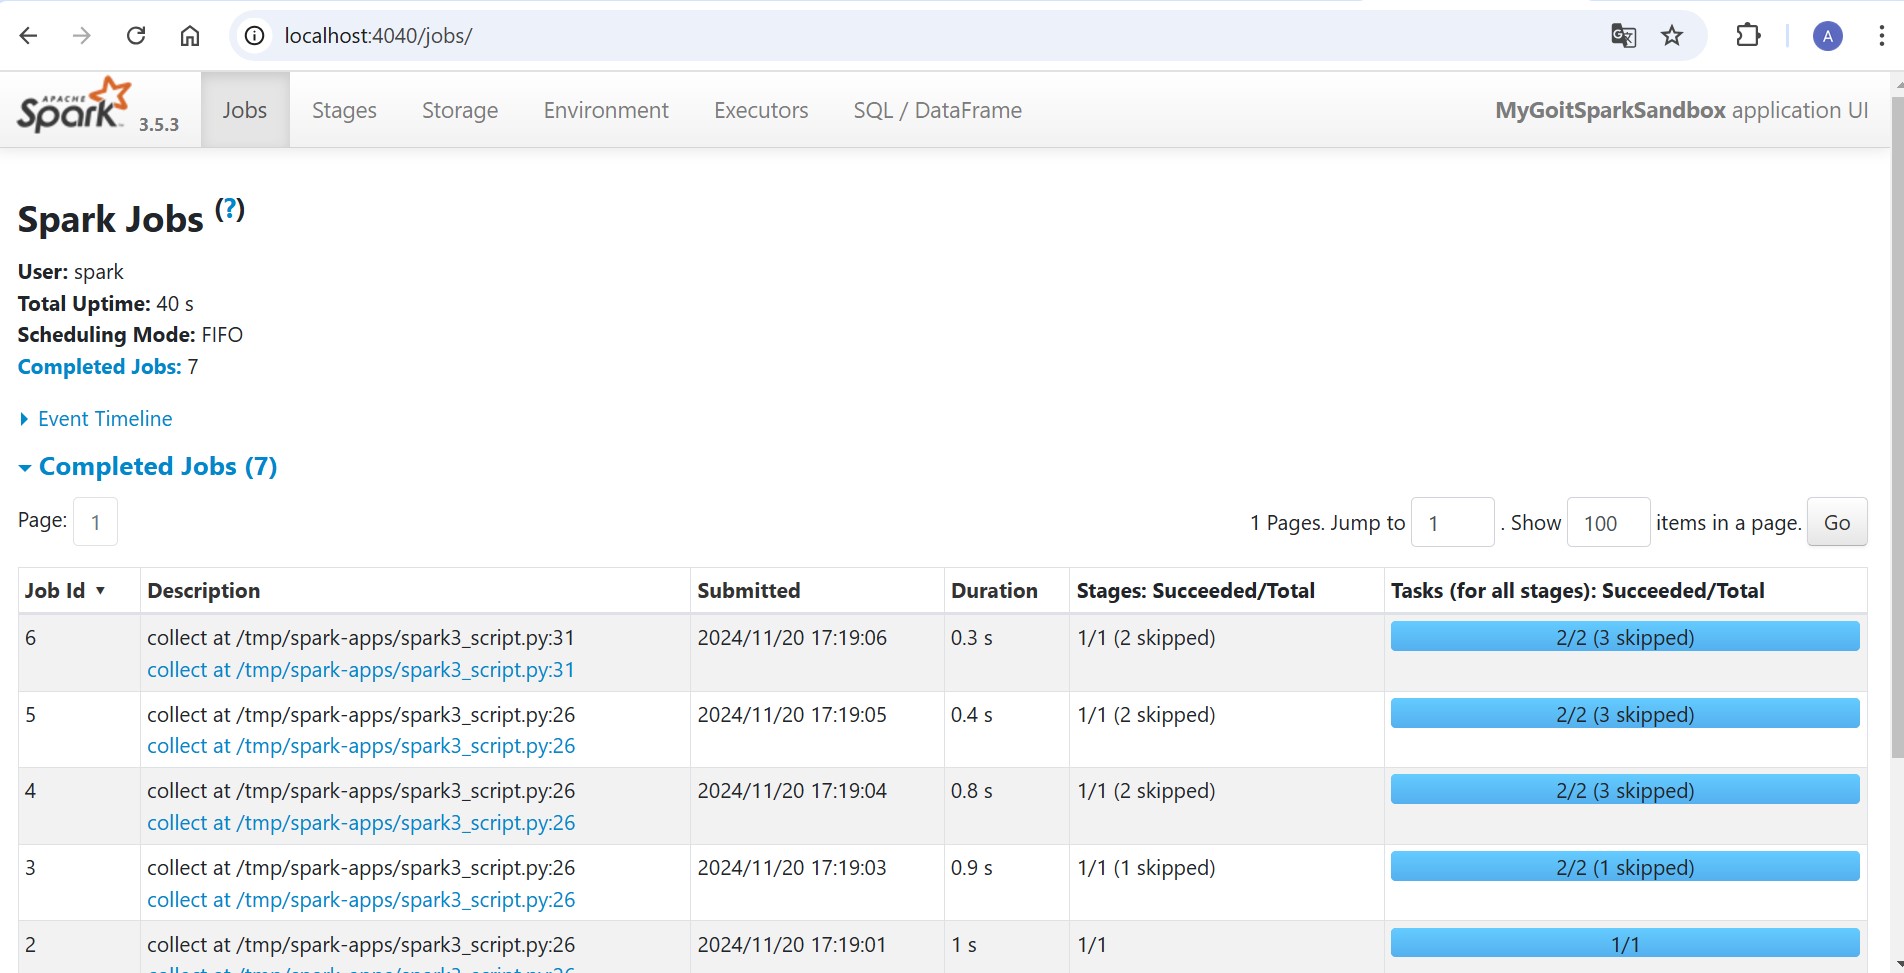 localhost:4040/jobs/
A
APACHE Spark 3.5.3 Jobs Stages Storage Environment Executors SQL / DataFrame MyGoitSparkSandbox application UI
Spark Jobs (?)
User: spark
Total Uptime: 40 s
Scheduling Mode: FIFO
Completed Jobs: 7
Event Timeline
Completed Jobs (7)
Page: 1 1 Pages. Jump to 1 . Show 100 items in a page. Go
Job Id ▼ Description Submitted Duration Stages: Succeeded/Total Tasks (for all stages): Succeeded/Total
6 collect at /tmp/spark-apps/spark3_script.py:31 2024/11/20 17:19:06 0.3 s 1/1 (2 skipped) 2/2 (3 skipped)
collect at /tmp/spark-apps/spark3_script.py:31
5 collect at /tmp/spark-apps/spark3_script.py:26 2024/11/20 17:19:05 0.4 s 1/1 (2 skipped) 2/2 (3 skipped)
collect at /tmp/spark-apps/spark3_script.py:26
4 collect at /tmp/spark-apps/spark3_script.py:26 2024/11/20 17:19:04 0.8 s 1/1 (2 skipped) 2/2 (3 skipped)
collect at /tmp/spark-apps/spark3_script.py:26
3 collect at /tmp/spark-apps/spark3_script.py:26 2024/11/20 17:19:03 0.9 s 1/1 (1 skipped) 2/2 (1 skipped)
collect at /tmp/spark-apps/spark3_script.py:26
2 collect at /tmp/spark-apps/spark3_script.py:26 2024/11/20 17:19:01 1 s 1/1 1/1